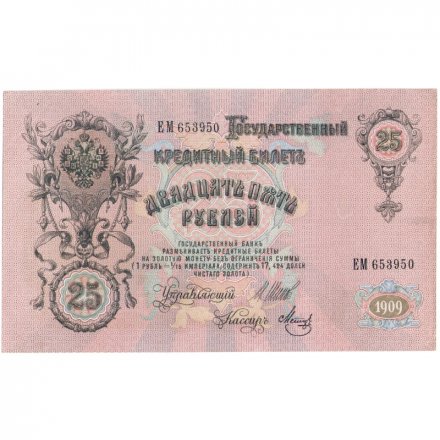 ЕМ 653950 Государственный
25
Кредитный Билетъ
Двадцать пять
рублей
Государственный Банкъ
размѣниваетъ кредитные билеты
на золотую монету безъ ограниченія суммы
(1 рубль = 1/15 имперіала, содержитъ 17,424 долей
чистаго золота).
ЕМ 653950
25
Управляющій
1909
Кассиръ